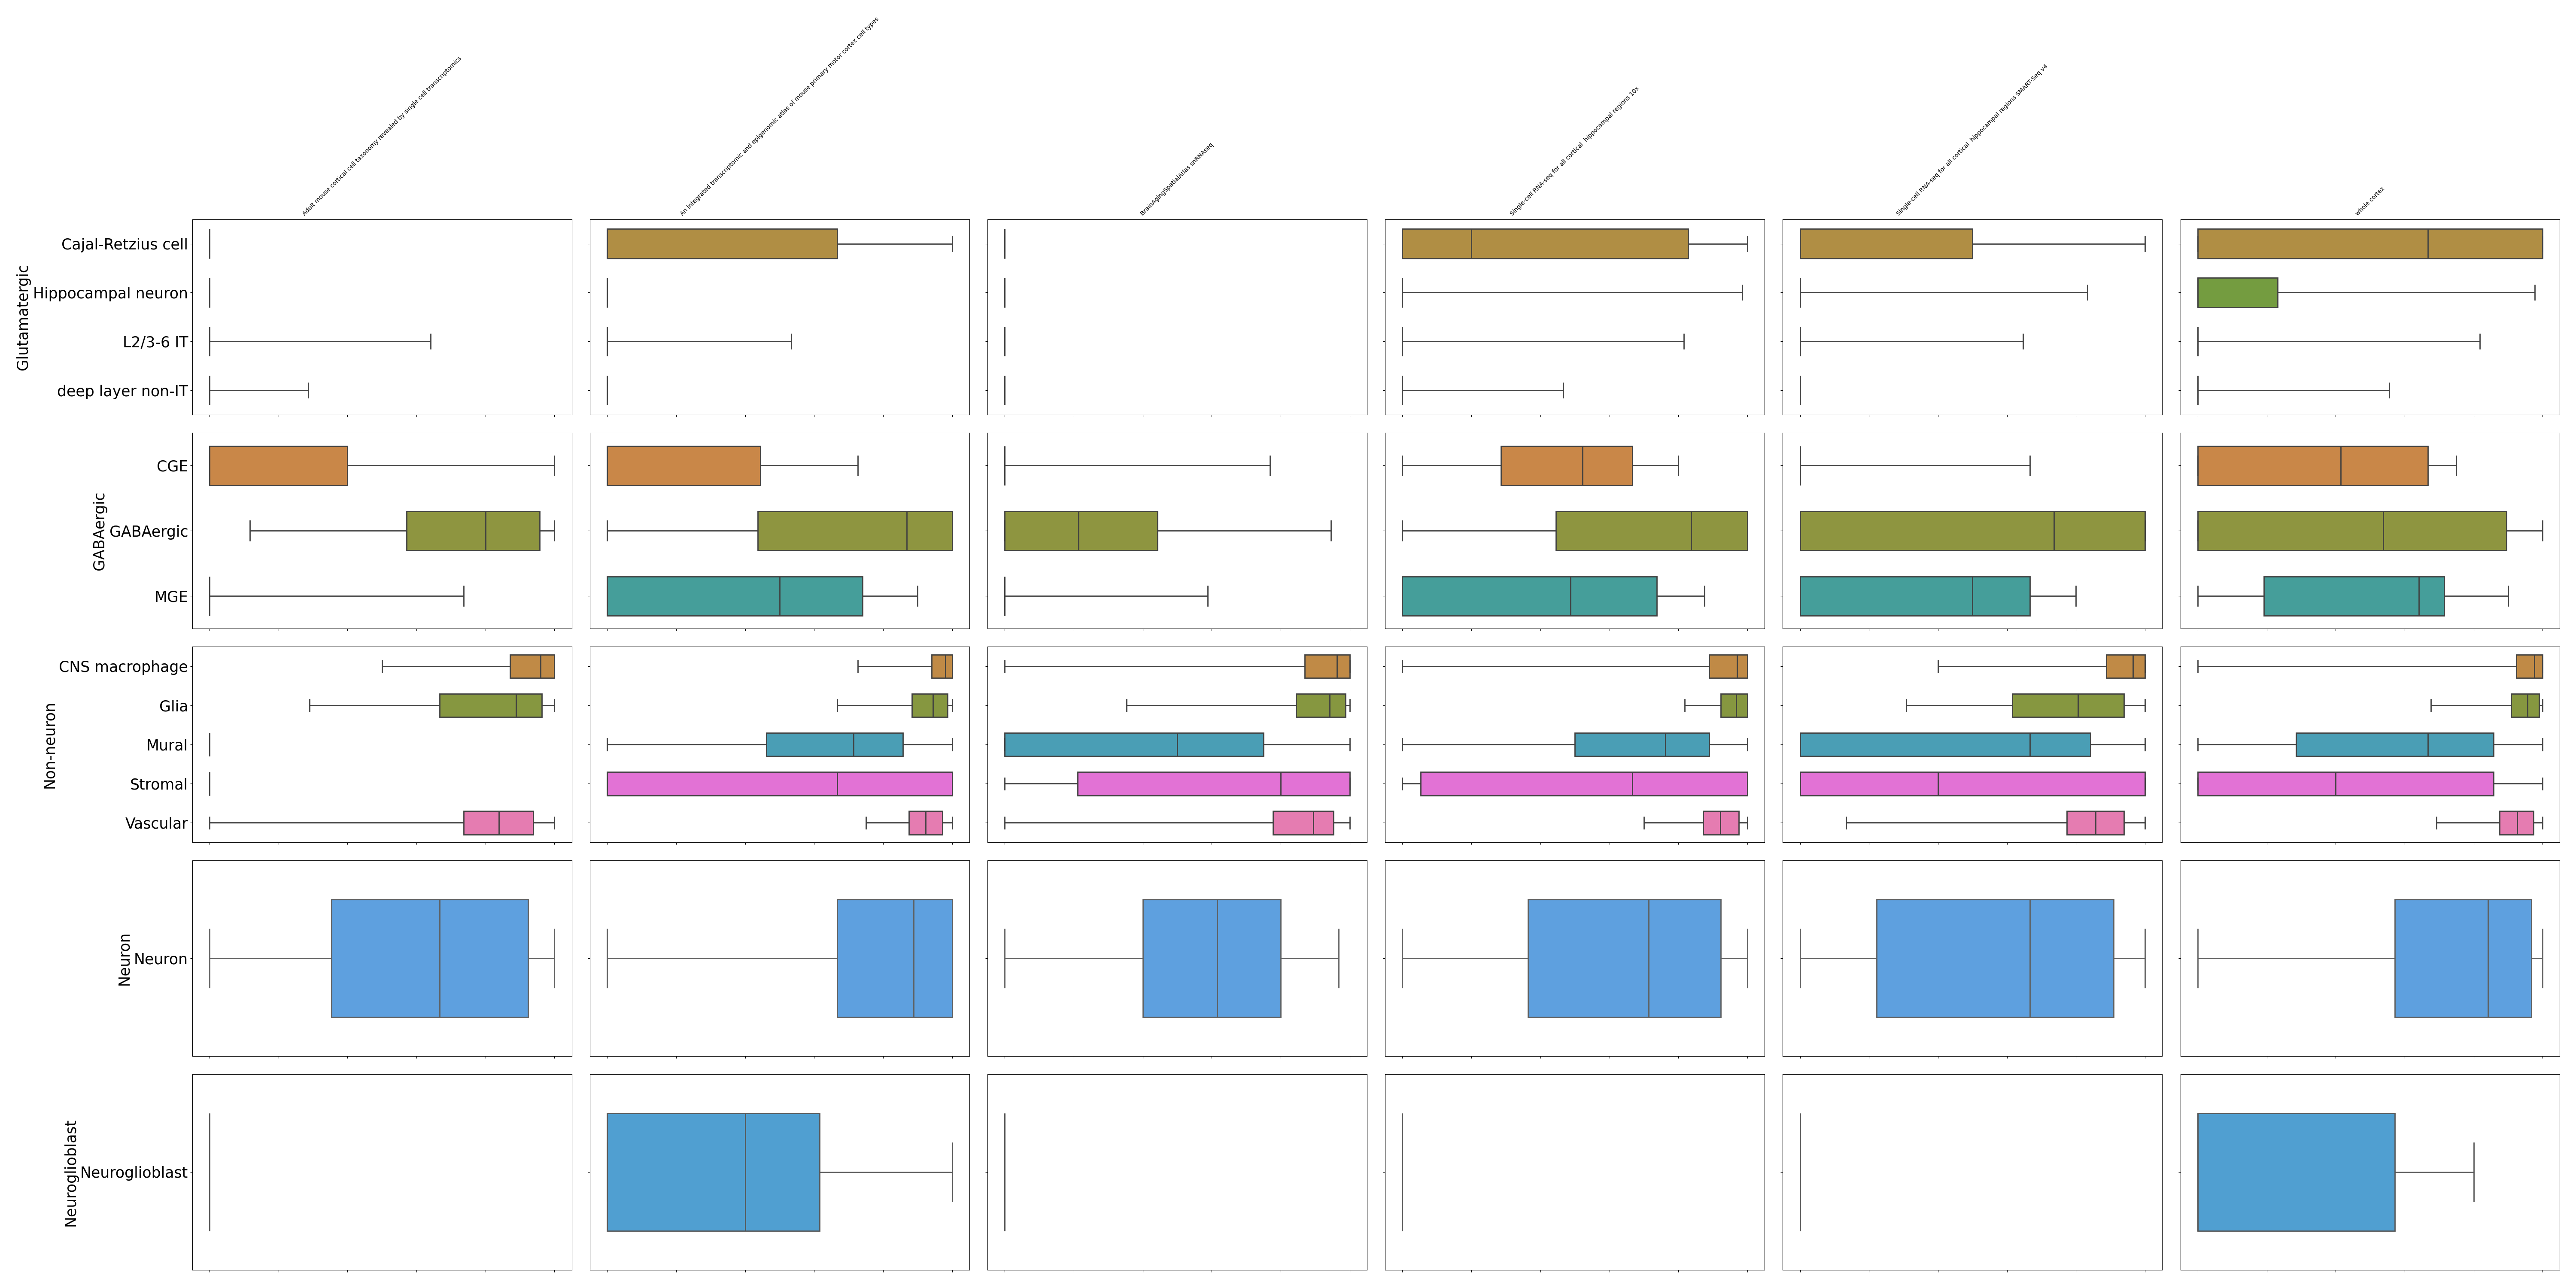 Adult mouse cortical cell taxonomy revealed by single cell transcriptomics
An integrated transcriptomic and epigenomic atlas of mouse primary motor cortex cell types
BrainAgingSpatialAtlas snRNAseq
Single-cell RNA-seq for all cortical  hippocampal regions 10x
Single-cell RNA-seq for all cortical  hippocampal regions SMART-Seq v4
whole cortex
Glutamatergic
Cajal-Retzius cell
Hippocampal neuron
L2/3-6 IT
deep layer non-IT
GABAergic
CGE
GABAergic
MGE
Non-neuron
CNS macrophage
Glia
Mural
Stromal
Vascular
Neuron
Neuron
Neuroglioblast
Neuroglioblast